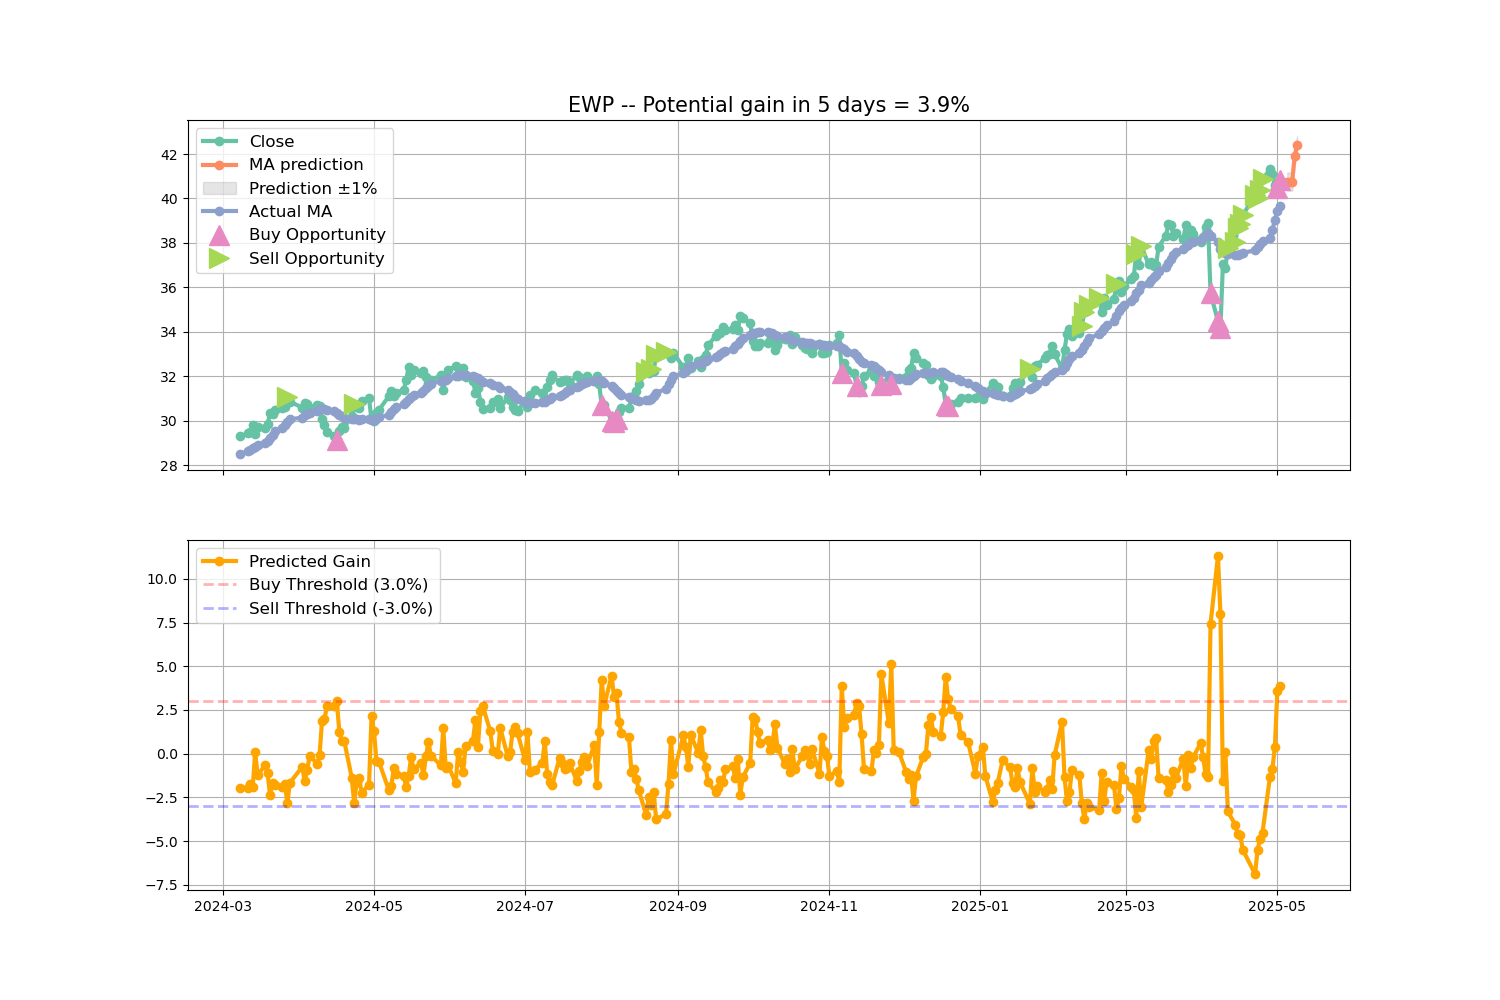 EWP -- Potential gain in 5 days = 3.9%
Close
MA prediction
Prediction ±1%
Actual MA
Buy Opportunity
Sell Opportunity
42
40
38
36
34
32
30
28
Predicted Gain
Buy Threshold (3.0%)
Sell Threshold (-3.0%)
10.0
7.5
5.0
2.5
0.0
−2.5
−5.0
−7.5
2024-03
2024-05
2024-07
2024-09
2024-11
2025-01
2025-03
2025-05